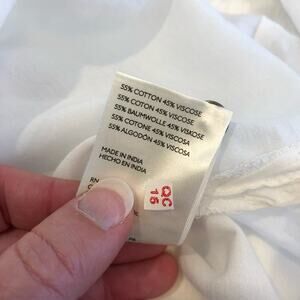 55% COTTON 45% VISCOSE
55% COTON 45% VISCOSE
55% BAUMWOLLE 45% VISKOSE
55% COTONE 45% VISCOSA
55% ALGODÓN 45% VISCOSA
MADE IN INDIA
HECHO EN INDIA
RN
QC
16